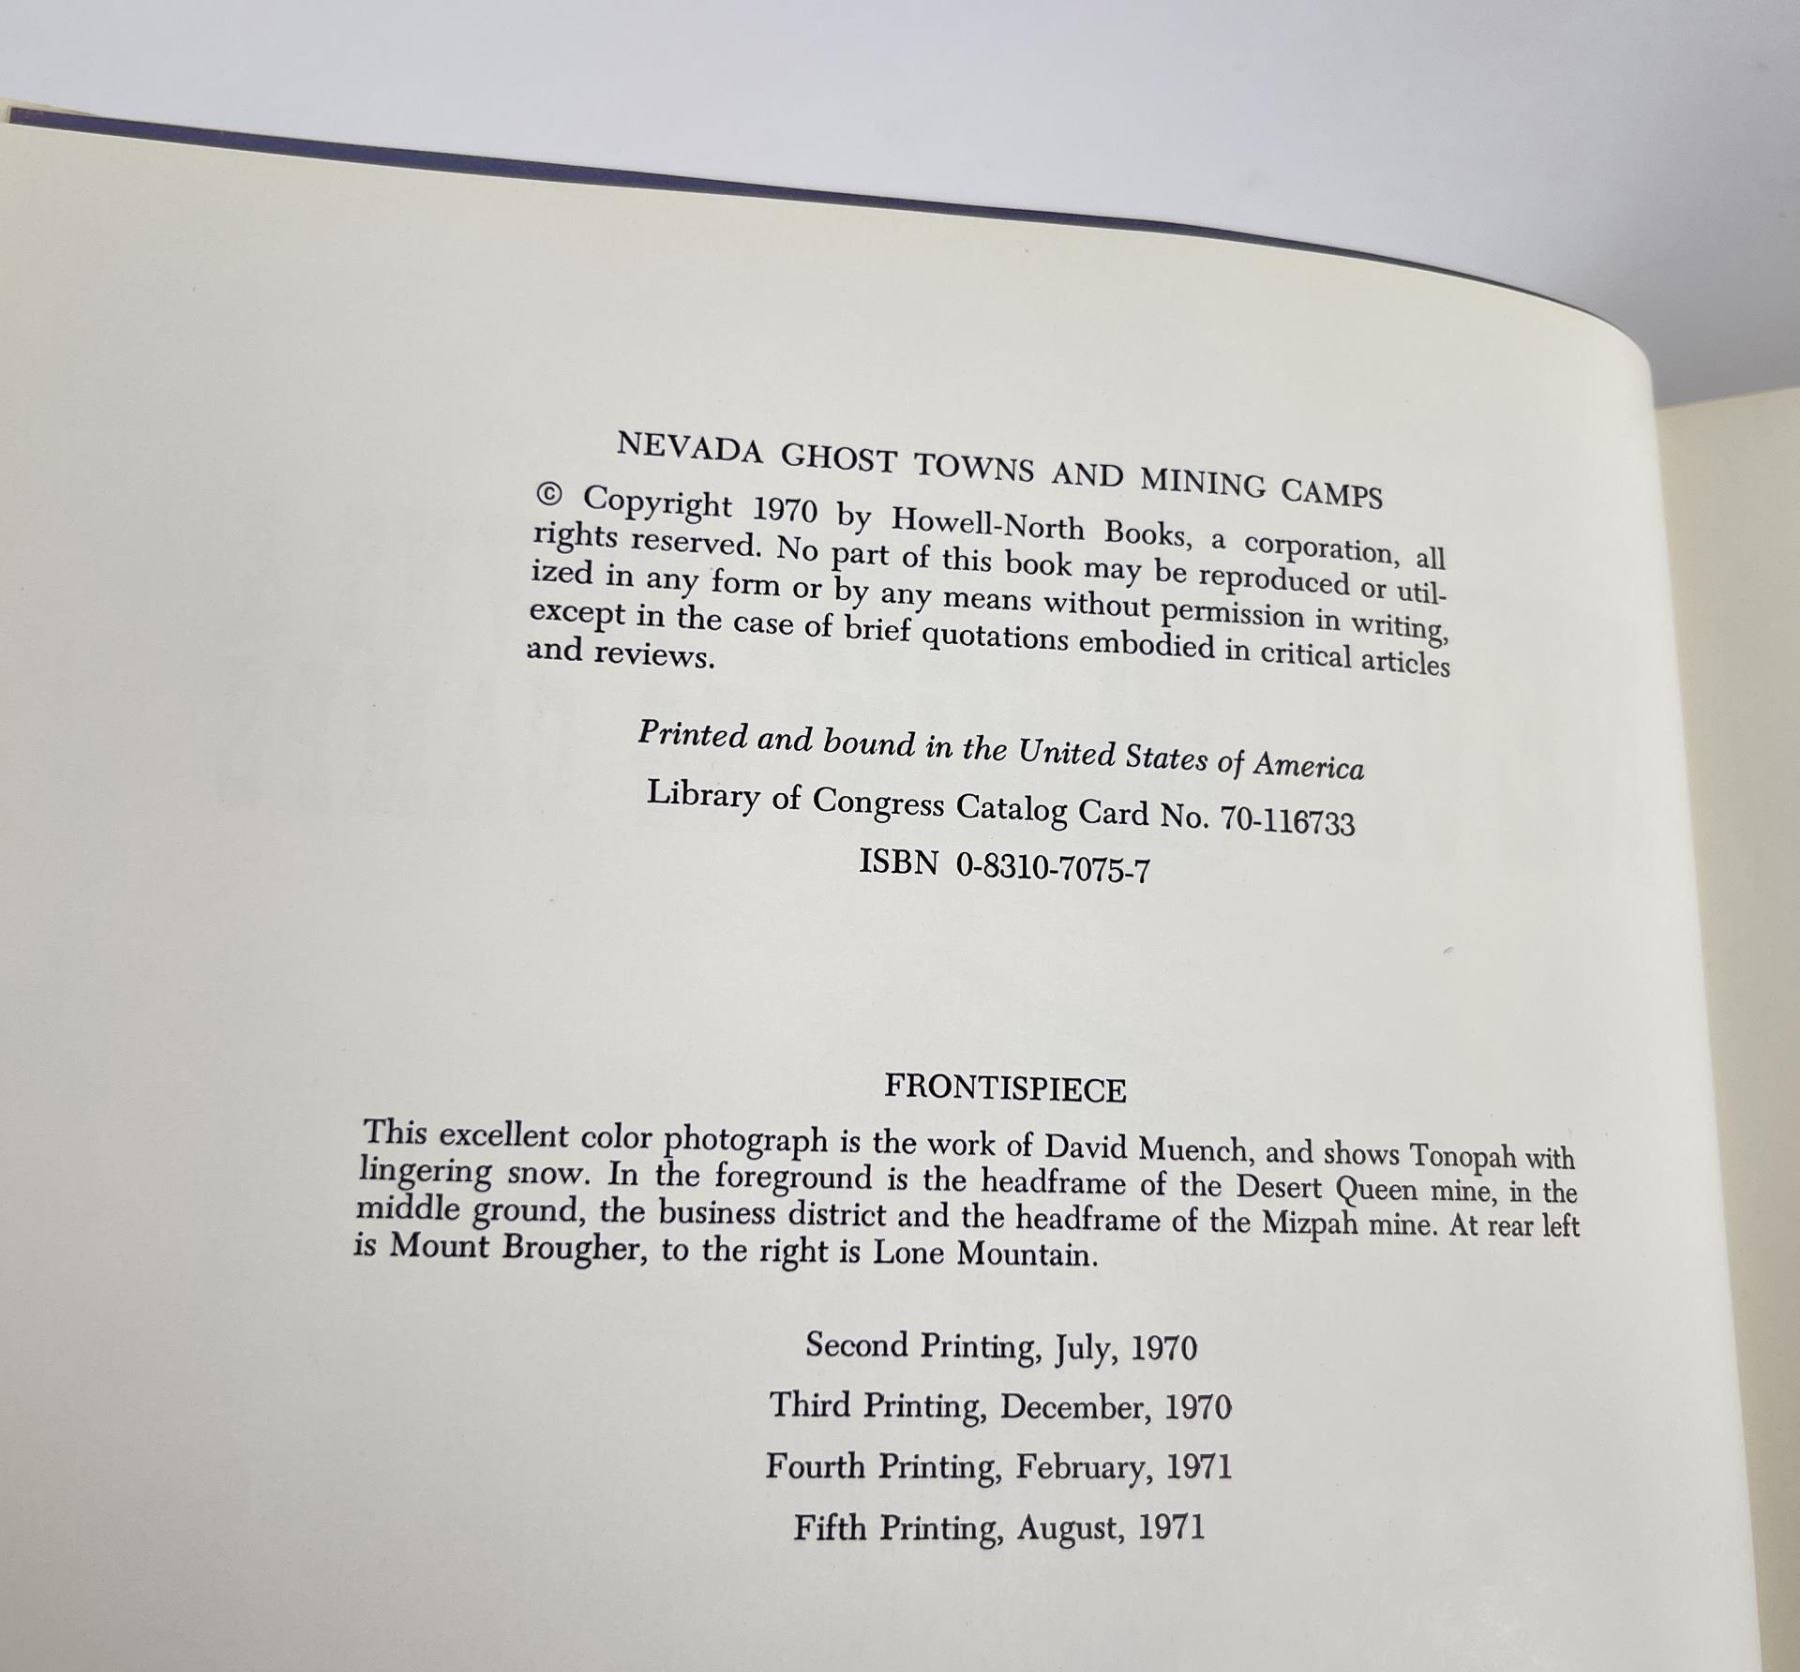 NEVADA GHOST TOWNS AND MINING CAMPS
© Copyright 1970 by Howell-North Books, a corporation, all
rights reserved. No part of this book may be reproduced or util-
ized in any form or by any means without permission in writing,
except in the case of brief quotations embodied in critical articles
and reviews.
Printed and bound in the United States of America
Library of Congress Catalog Card No. 70-116733
ISBN 0-8310-7075-7
FRONTISPIECE
This excellent color photograph is the work of David Muench, and shows Tonopah with
lingering snow. In the foreground is the headframe of the Desert Queen mine, in the
middle ground, the business district and the headframe of the Mizpah mine. At rear left
is Mount Brougher, to the right is Lone Mountain.
Second Printing, July, 1970
Third Printing, December, 1970
Fourth Printing, February, 1971
Fifth Printing, August, 1971